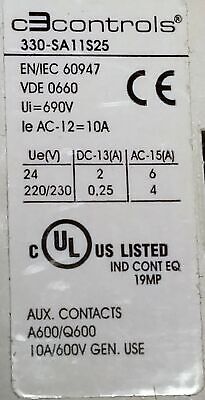 c3controls
330-SA11S25
EN/IEC 60947
VDE 0660
Ui=690V
Ie AC-12=10A
CE
Ue(V) DC-13(A) AC-15(A)
24 2 6
220/230 0,25 4
C UL US LISTED
IND CONT EQ
19MP
AUX. CONTACTS
A600/Q600
10A/600V GEN. USE